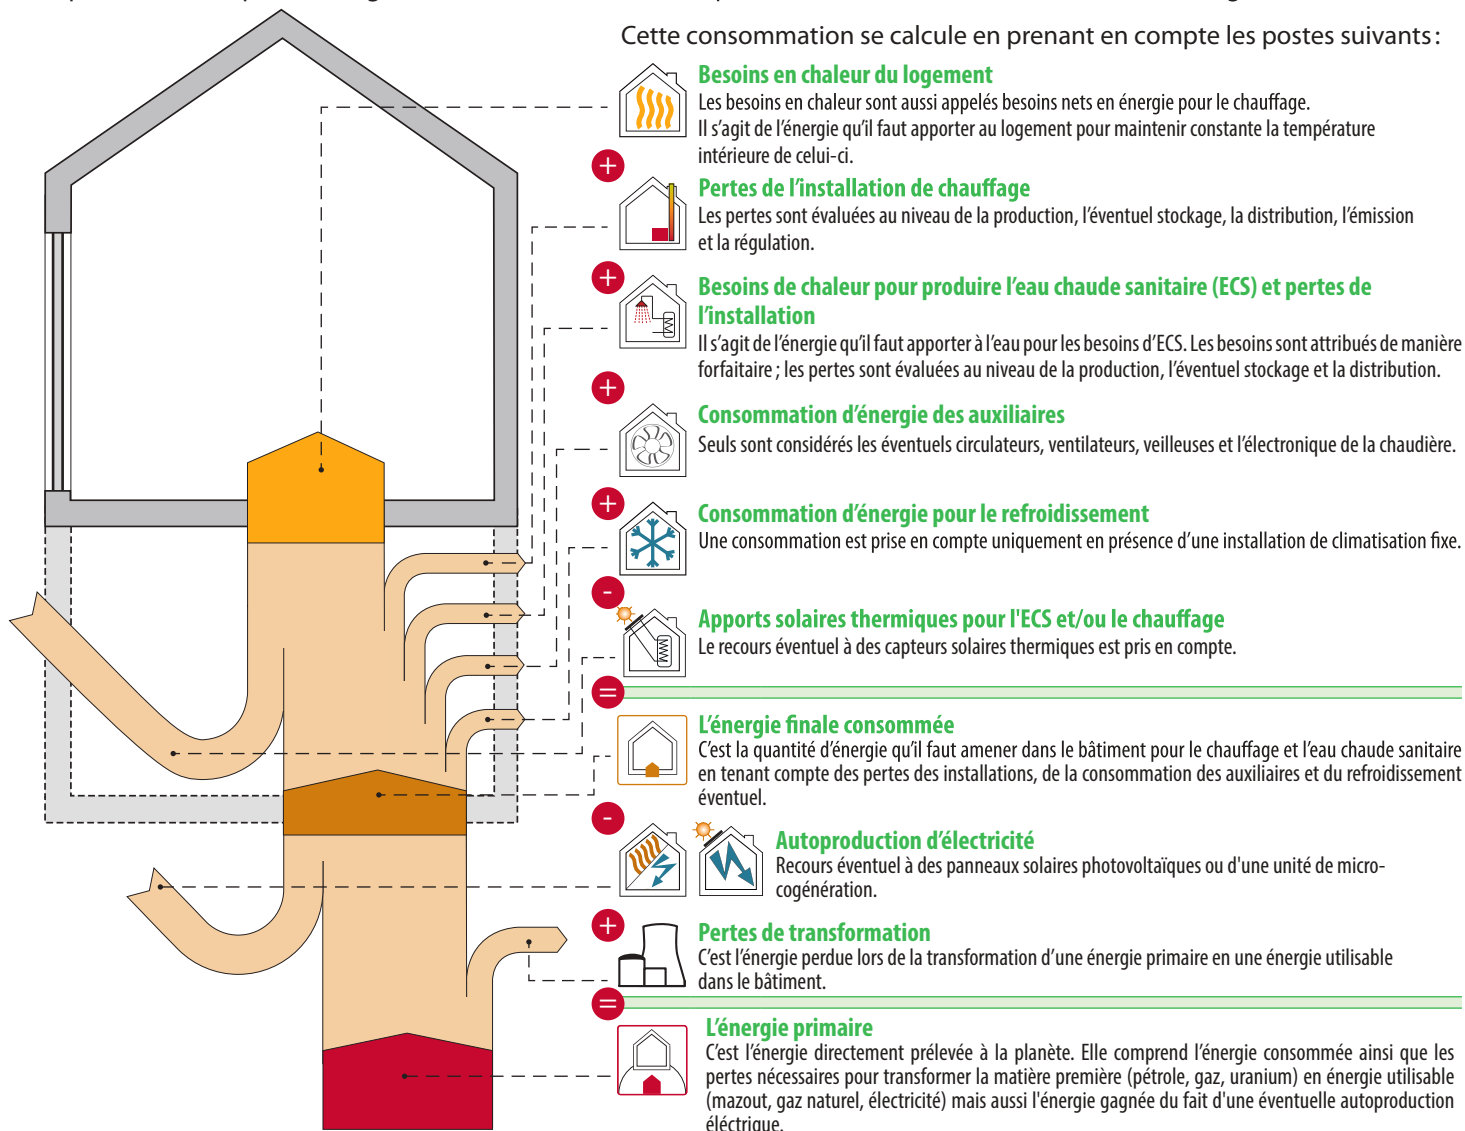 Cette consommation se calcule en prenant en compte les postes suivants :
Besoins en chaleur du logement
Les besoins en chaleur sont aussi appelés besoins nets en énergie pour le chauffage.
Il s’agit de l’énergie qu’il faut apporter au logement pour maintenir constante la température
intérieure de celui-ci.
+
Pertes de l’installation de chauffage
Les pertes sont évaluées au niveau de la production, l’éventuel stockage, la distribution, l’émission
et la régulation.
+
Besoins de chaleur pour produire l’eau chaude sanitaire (ECS) et pertes de
l’installation
Il s’agit de l’énergie qu’il faut apporter à l’eau pour les besoins d’ECS. Les besoins sont attribués de manière
forfaitaire ; les pertes sont évaluées au niveau de la production, l’éventuel stockage et la distribution.
+
Consommation d’énergie des auxiliaires
Seuls sont considérés les éventuels circulateurs, ventilateurs, veilleuses et l’électronique de la chaudière.
+
Consommation d’énergie pour le refroidissement
Une consommation est prise en compte uniquement en présence d’une installation de climatisation fixe.
-
Apports solaires thermiques pour l'ECS et/ou le chauffage
Le recours éventuel à des capteurs solaires thermiques est pris en compte.
=
L’énergie finale consommée
C’est la quantité d’énergie qu’il faut amener dans le bâtiment pour le chauffage et l’eau chaude sanitaire
en tenant compte des pertes des installations, de la consommation des auxiliaires et du refroidissement
éventuel.
-
Autoproduction d’électricité
Recours éventuel à des panneaux solaires photovoltaïques ou d'une unité de micro-
cogénération.
+
Pertes de transformation
C’est l’énergie perdue lors de la transformation d’une énergie primaire en une énergie utilisable
dans le bâtiment.
=
L’énergie primaire
C’est l’énergie directement prélevée à la planète. Elle comprend l’énergie consommée ainsi que les
pertes nécessaires pour transformer la matière première (pétrole, gaz, uranium) en énergie utilisable
(mazout, gaz naturel, électricité) mais aussi l'énergie gagnée du fait d'une éventuelle autoproduction
éléctrique.